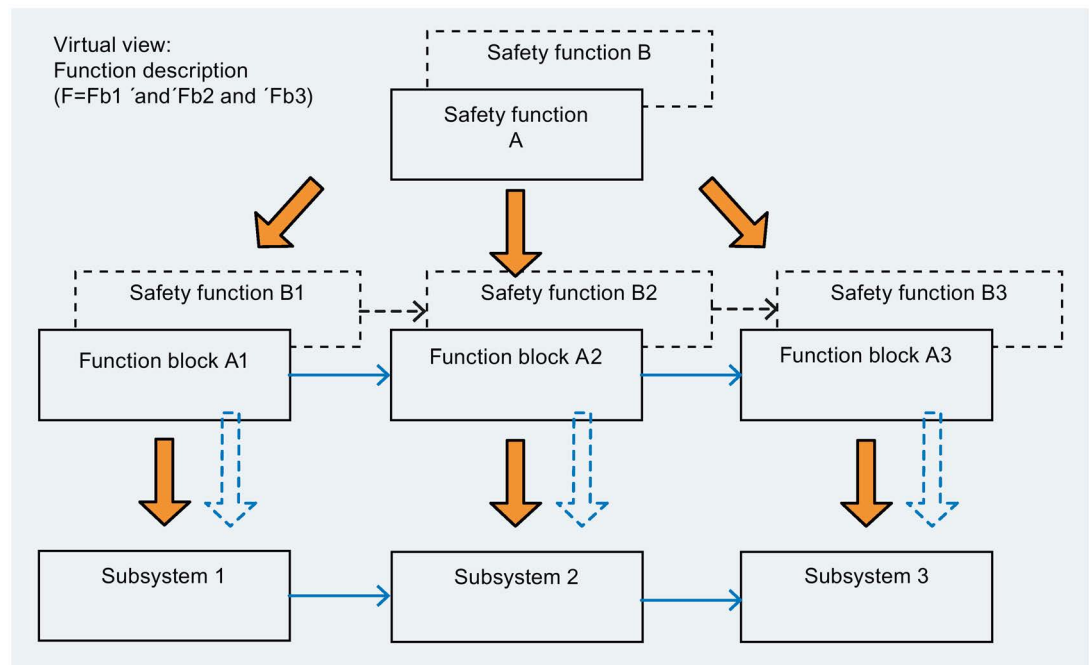 Virtual view:
Function description
(F=Fb1 ´and´Fb2 and ´Fb3)
Safety function B
Safety function
A
Safety function B1
Safety function B2
Safety function B3
Function block A1
Function block A2
Function block A3
Subsystem 1
Subsystem 2
Subsystem 3